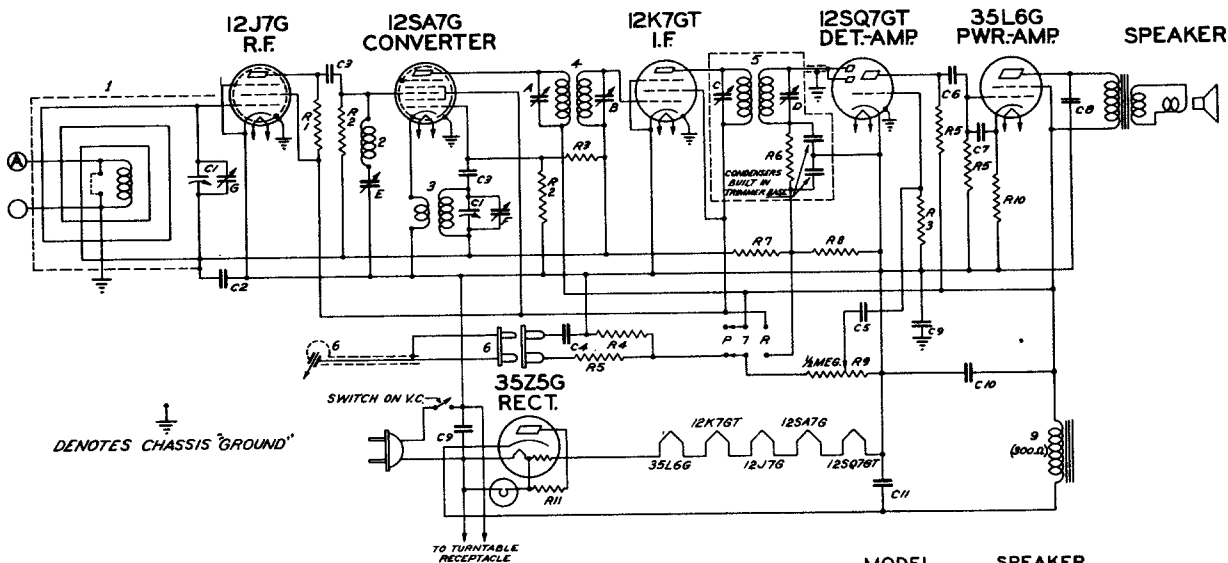 12J7G
R.F.
12SA7G
CONVERTER
12K7GT
I.F.
12SQ7GT
DET.-AMP.
35L6G
PWR.-AMP.
SPEAKER
1
A
C1
G
C2
R1
C3
R2
2
E
3
C3
C1
F
R2
R3
4
A
B
5
C
D
R6
CONDENSERS
BUILT IN
TRIMMER BASE
R7
R8
R3
C6
R5
C7
R5
R10
C8
6
6
C4
R4
R5
P
7
R
C5
C9
½ MEG.
R9
C10
DENOTES CHASSIS "GROUND"
SWITCH ON V.C.
C9
35Z5G
RECT.
R11
12K7GT
12SA7G
35L6G
12J7G
12SQ7GT
C11
9
(300Ω)
TO TURNTABLE
RECEPTACLE
MODEL
SPEAKER